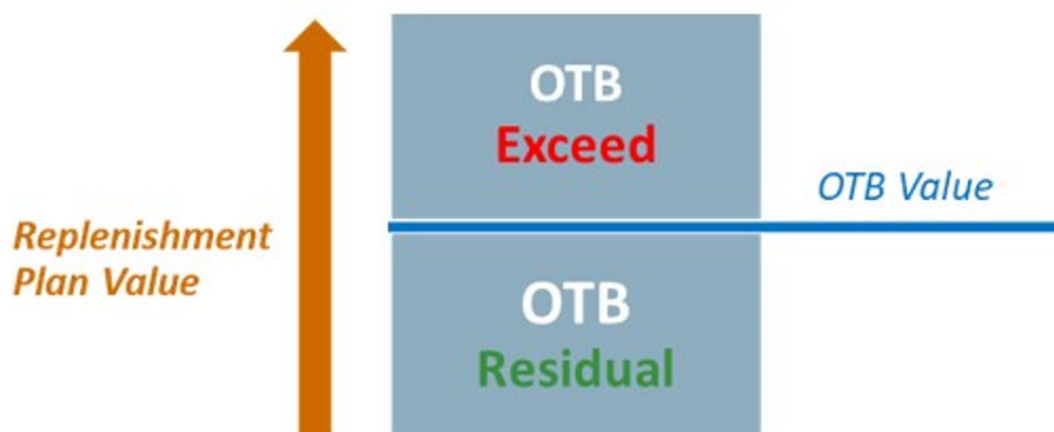 OTB
Exceed
OTB Value
Replenishment
Plan Value
OTB
Residual